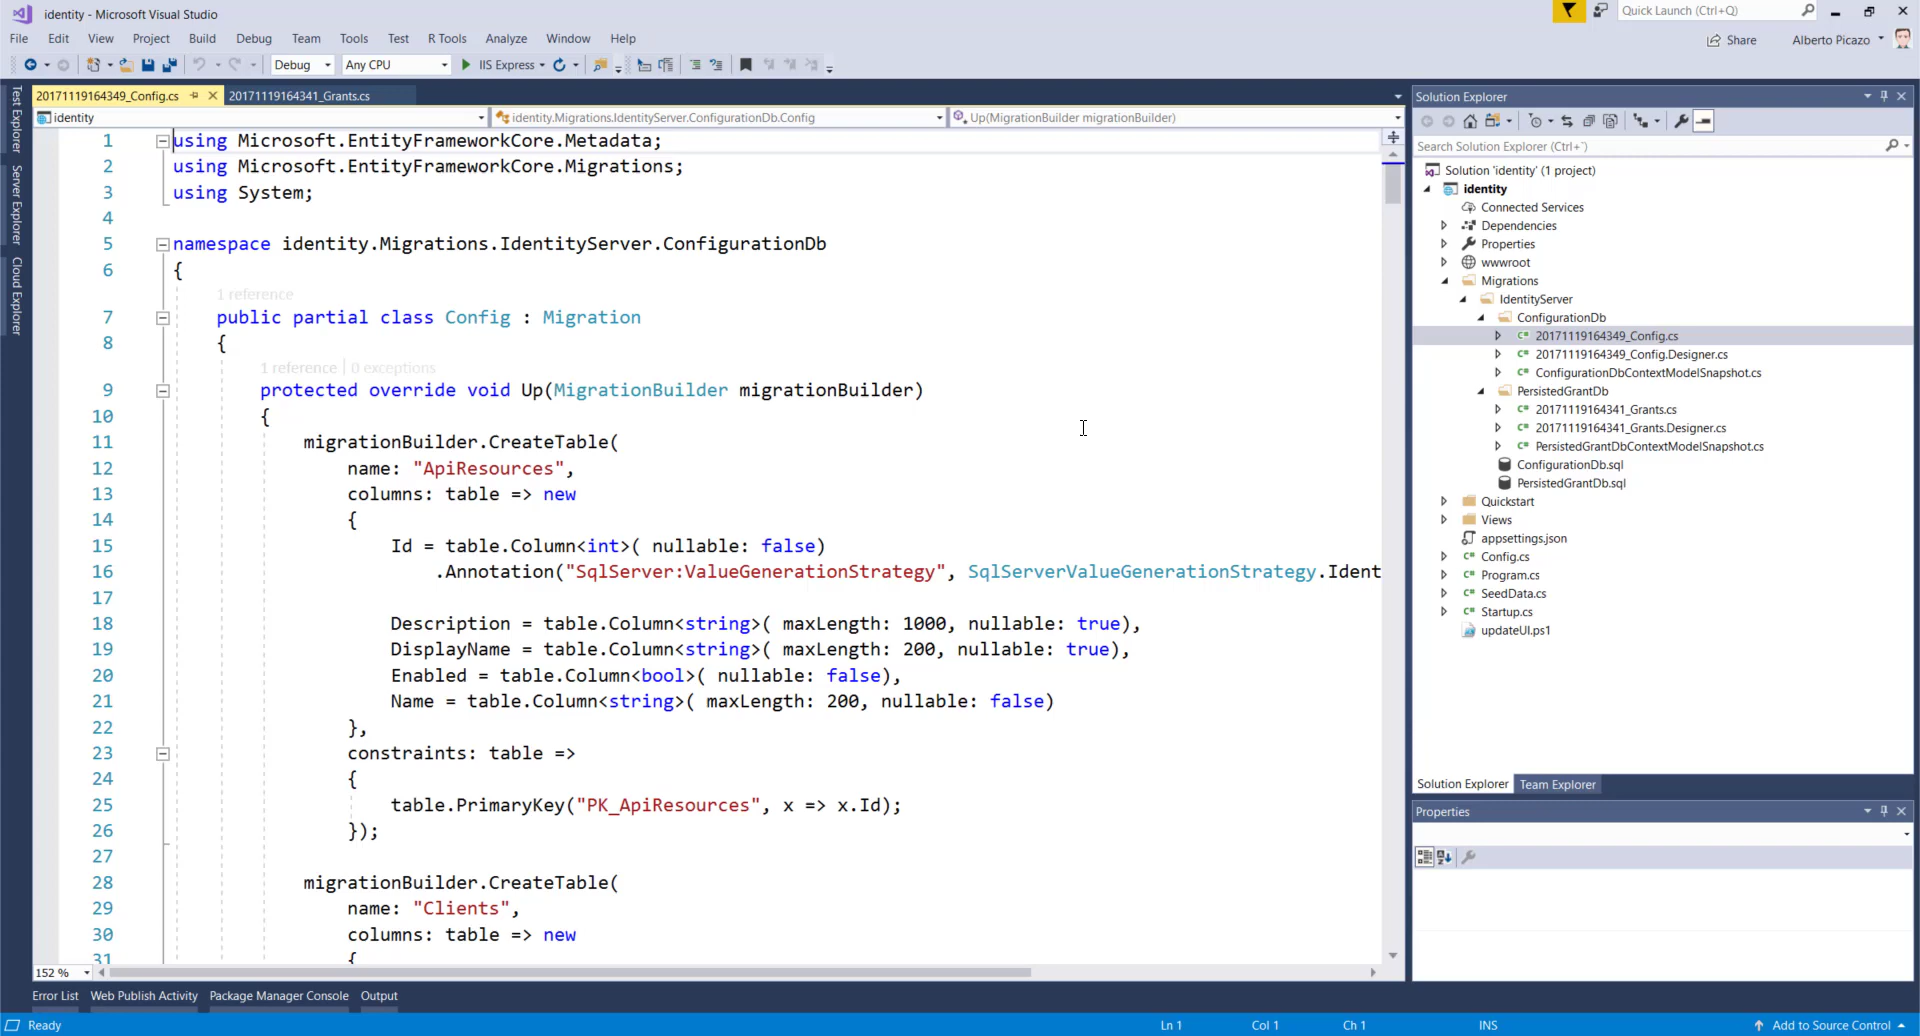 identity - Microsoft Visual Studio
Quick Launch (Ctrl+Q)
File Edit View Project Build Debug Team Tools Test R Tools Analyze Window Help
Share Alberto Picazo
Debug Any CPU IIS Express
Test Explorer
Server Explorer
Cloud Explorer
20171119164349_Config.cs 20171119164341_Grants.cs
identity identity.Migrations.IdentityServer.ConfigurationDb.Config Up(MigrationBuilder migrationBuilder)
1 using Microsoft.EntityFrameworkCore.Metadata;
2 using Microsoft.EntityFrameworkCore.Migrations;
3 using System;
4
5 namespace identity.Migrations.IdentityServer.ConfigurationDb
6 {
1 reference
7 public partial class Config : Migration
8 {
1 reference | 0 exceptions
9 protected override void Up(MigrationBuilder migrationBuilder)
10 {
11 migrationBuilder.CreateTable(
12 name: "ApiResources",
13 columns: table => new
14 {
15 Id = table.Column<int>( nullable: false)
16 .Annotation("SqlServer:ValueGenerationStrategy", SqlServerValueGenerationStrategy.Ident
17
18 Description = table.Column<string>( maxLength: 1000, nullable: true),
19 DisplayName = table.Column<string>( maxLength: 200, nullable: true),
20 Enabled = table.Column<bool>( nullable: false),
21 Name = table.Column<string>( maxLength: 200, nullable: false)
22 },
23 constraints: table =>
24 {
25 table.PrimaryKey("PK_ApiResources", x => x.Id);
26 });
27
28 migrationBuilder.CreateTable(
29 name: "Clients",
30 columns: table => new
31 {
152 %
Solution Explorer
Search Solution Explorer (Ctrl+`)
Solution 'identity' (1 project)
identity
Connected Services
Dependencies
Properties
wwwroot
Migrations
IdentityServer
ConfigurationDb
C# 20171119164349_Config.cs
C# 20171119164349_Config.Designer.cs
C# ConfigurationDbContextModelSnapshot.cs
PersistedGrantDb
C# 20171119164341_Grants.cs
C# 20171119164341_Grants.Designer.cs
C# PersistedGrantDbContextModelSnapshot.cs
ConfigurationDb.sql
PersistedGrantDb.sql
Quickstart
Views
appsettings.json
C# Config.cs
C# Program.cs
C# SeedData.cs
C# Startup.cs
updateUI.ps1
Solution Explorer Team Explorer
Properties
Error List Web Publish Activity Package Manager Console Output
Ready Ln 1 Col 1 Ch 1 INS Add to Source Control